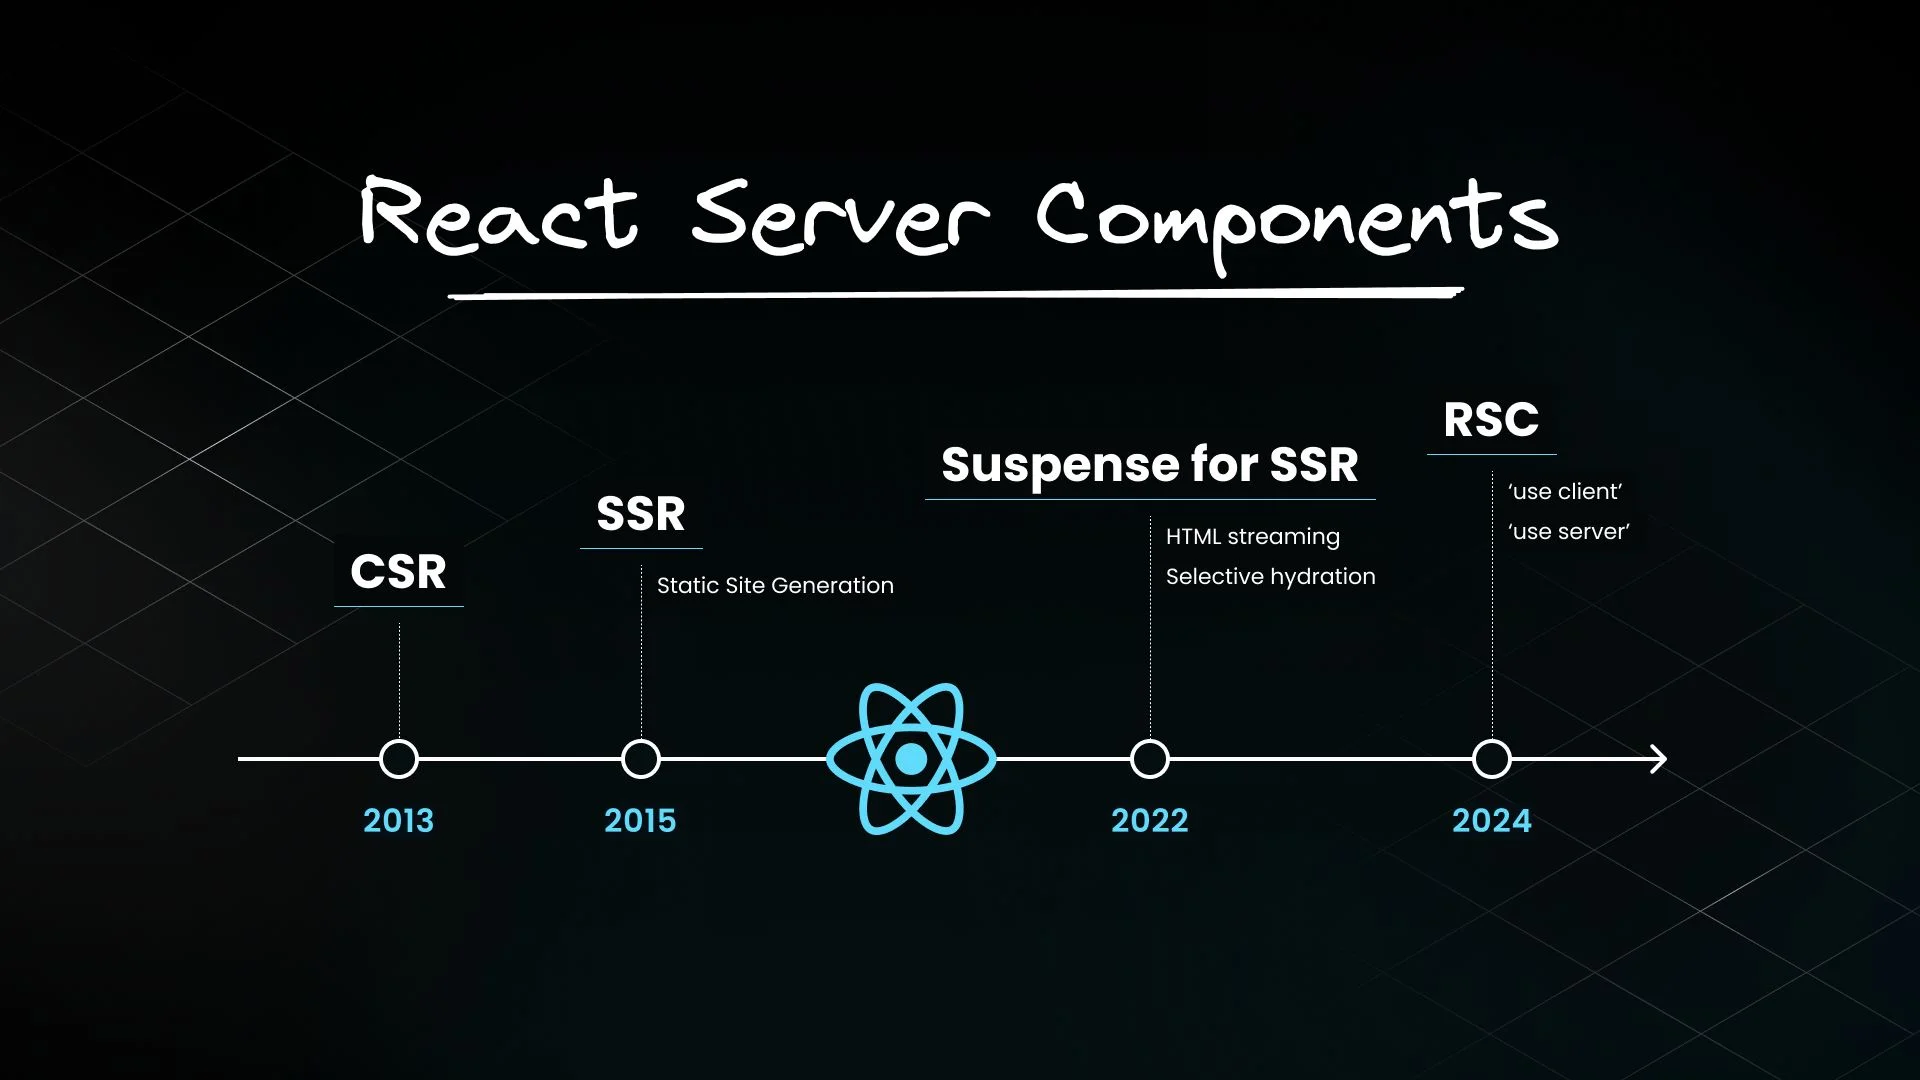 React Server Components
CSR
2013
SSR
Static Site Generation
2015
Suspense for SSR
HTML streaming
Selective hydration
2022
RSC
‘use client’
‘use server’
2024